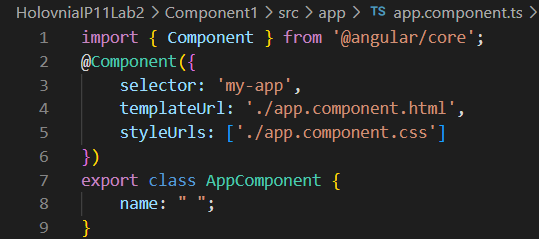 HolovniaIP11Lab2 > Component1 > src > app > TS app.component.ts >
1 import { Component } from '@angular/core';
2 @Component({
3     selector: 'my-app',
4     templateUrl: './app.component.html',
5     styleUrls: ['./app.component.css']
6 })
7 export class AppComponent {
8     name: " ";
9 }